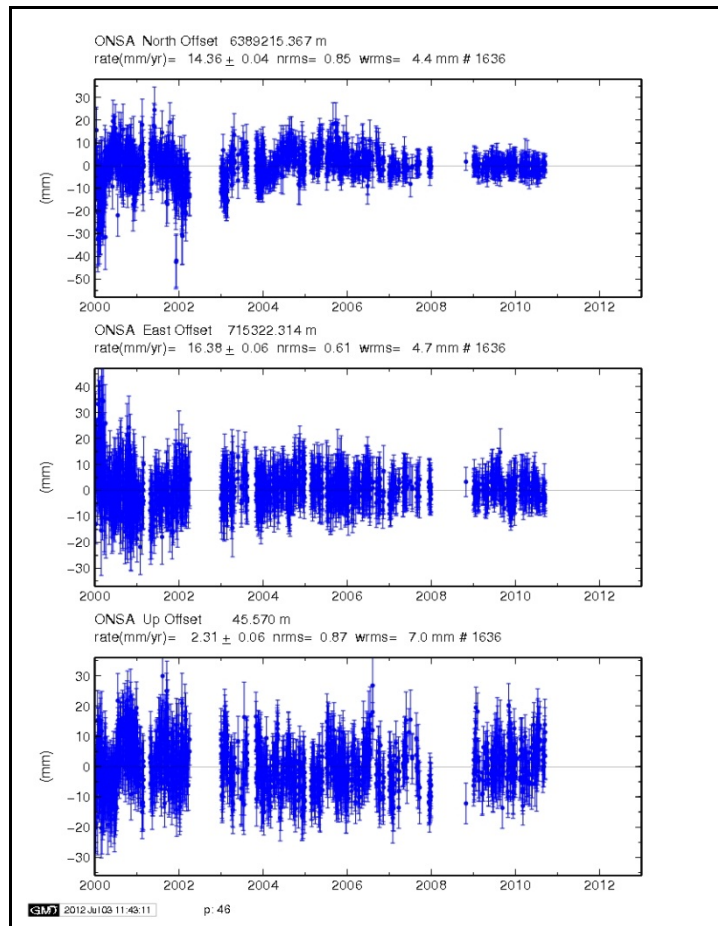 ONSA North Offset 6389215.367 m
rate(mm/yr)= 14.36 ± 0.04 nrms= 0.85 wrms= 4.4 mm # 1636
30
20
10
0
−10
−20
−30
−40
−50
(mm)
2000 2002 2004 2006 2008 2010 2012
ONSA East Offset 715322.314 m
rate(mm/yr)= 16.38 ± 0.06 nrms= 0.61 wrms= 4.7 mm # 1636
40
30
20
10
0
−10
−20
−30
(mm)
2000 2002 2004 2006 2008 2010 2012
ONSA Up Offset 45.570 m
rate(mm/yr)= 2.31 ± 0.06 nrms= 0.87 wrms= 7.0 mm # 1636
30
20
10
0
−10
−20
−30
(mm)
2000 2002 2004 2006 2008 2010 2012
GMT 2012 Jul 03 11:43:11 p: 46